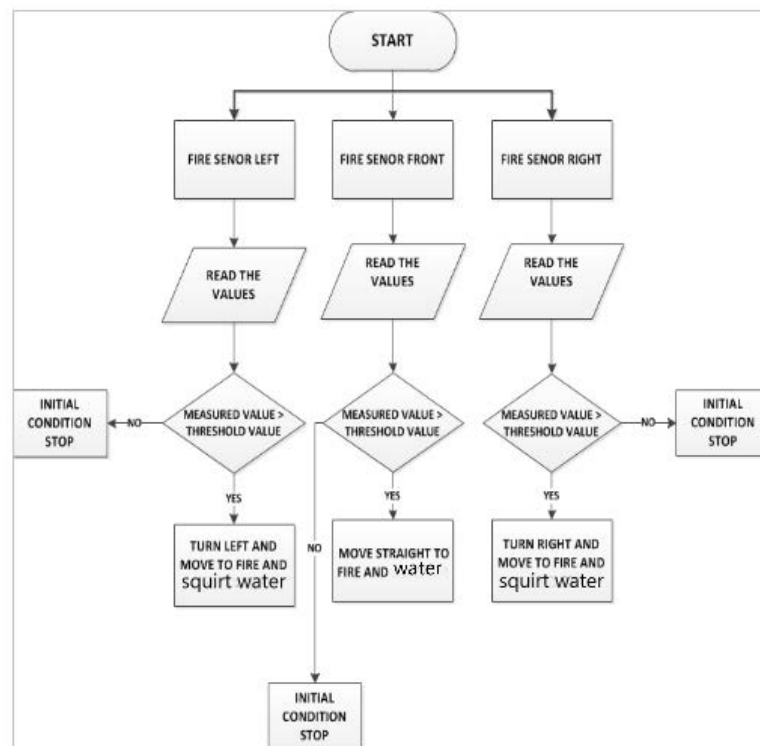 START
FIRE SENOR LEFT
FIRE SENOR FRONT
FIRE SENOR RIGHT
READ THE
VALUES
READ THE
VALUES
READ THE
VALUES
INITIAL
CONDITION
STOP
NO
MEASURED VALUE >
THRESHOLD VALUE
MEASURED VALUE >
THRESHOLD VALUE
MEASURED VALUE >
THRESHOLD VALUE
NO
INITIAL
CONDITION
STOP
YES
YES
YES
TURN LEFT AND
MOVE TO FIRE AND
squirt water
NO
MOVE STRAIGHT TO
FIRE AND water
TURN RIGHT AND
MOVE TO FIRE AND
squirt water
INITIAL
CONDITION
STOP